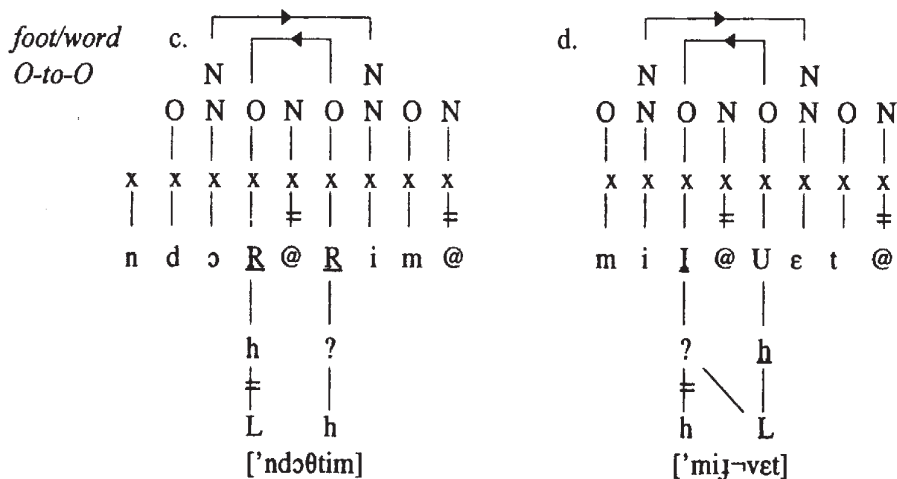 foot/word c. d.
O-to-O N N N N
O N O N O N O N O N O N O N O N
x x x x x x x x x x x x x x x x x
n d ɔ R @ R i m @ m i I @ U ɛ t @
h ? ? h
L h h L
['ndɔθtim] ['miɟ¬vɛt]